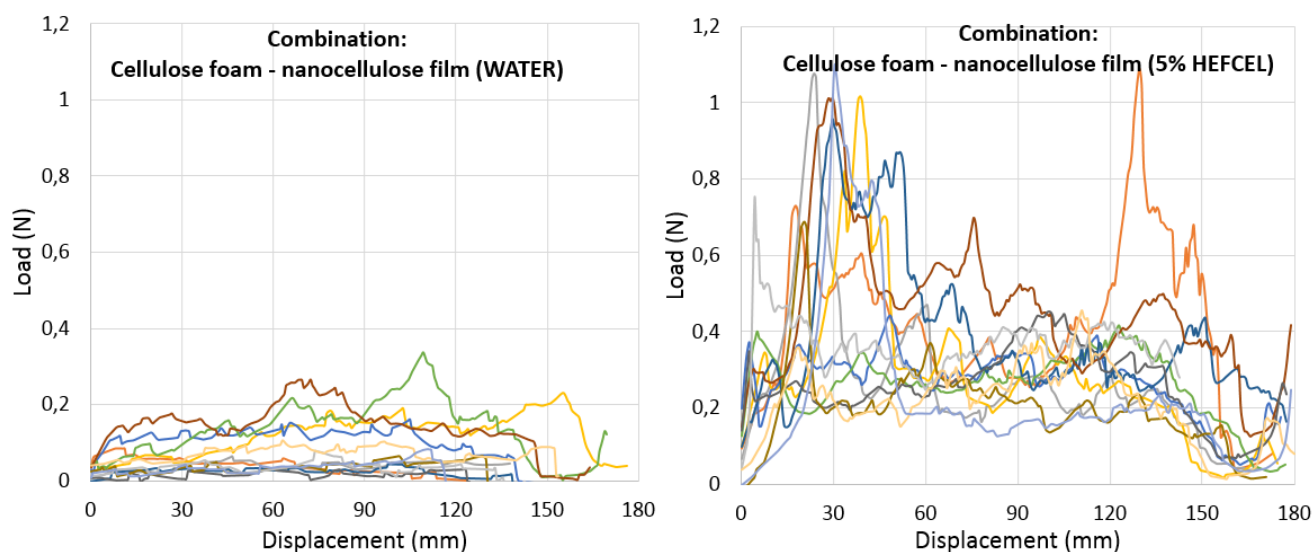 Combination:
Cellulose foam - nanocellulose film (WATER)
1,2
1
0,8
0,6
0,4
0,2
0
Load (N)
0 30 60 90 120 150 180
Displacement (mm)
Combination:
Cellulose foam - nanocellulose film (5% HEFCEL)
1,2
1
0,8
0,6
0,4
0,2
0
Load (N)
0 30 60 90 120 150 180
Displacement (mm)